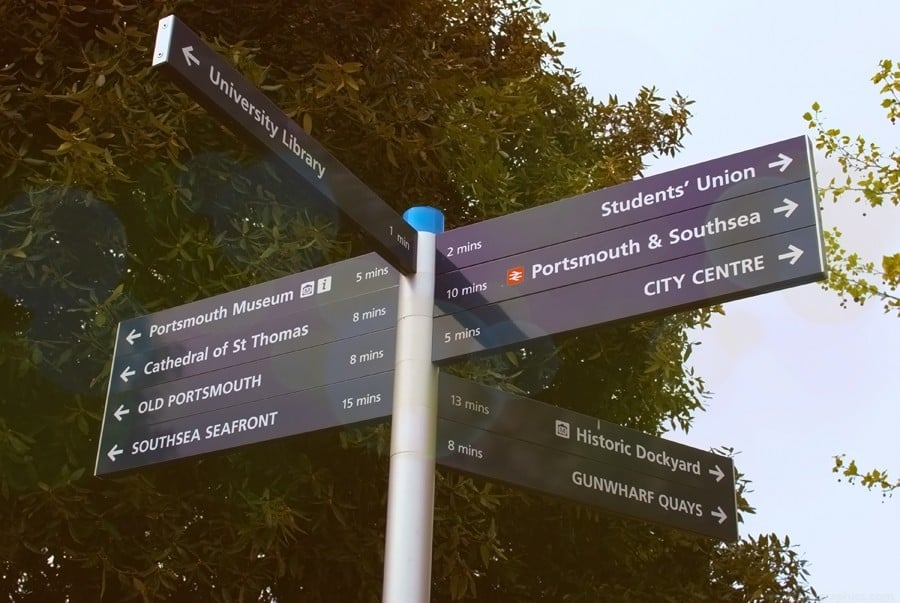 University Library 1 min
2 mins Students' Union
10 mins Portsmouth & Southsea
5 mins CITY CENTRE
Portsmouth Museum i 5 mins
Cathedral of St Thomas 8 mins
OLD PORTSMOUTH 8 mins
SOUTHSEA SEAFRONT 15 mins
13 mins Historic Dockyard
8 mins GUNWHARF QUAYS